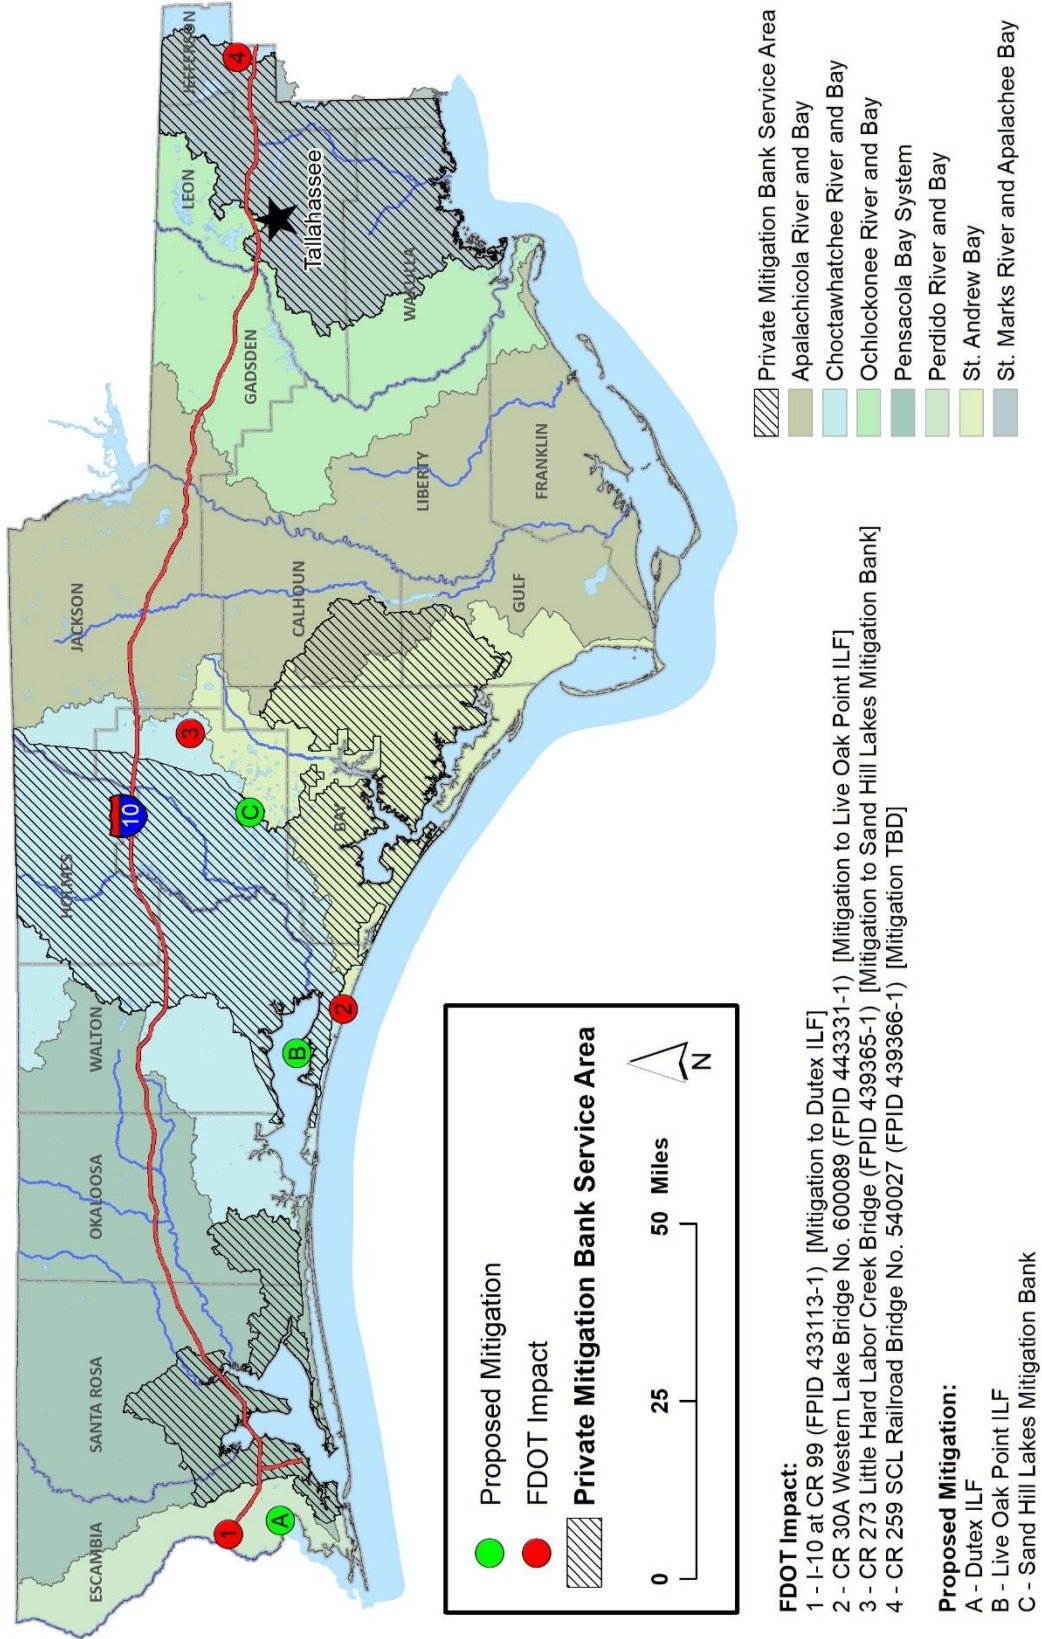 ESCAMBIA
SANTA ROSA
OKALOOSA
WALTON
HOLMES
JACKSON
BAY
CALHOUN
GULF
LIBERTY
FRANKLIN
GADSDEN
LEON
WAKULLA
JEFFERSON
Tallahassee
10
1
2
3
4
A
B
C
Proposed Mitigation
FDOT Impact
Private Mitigation Bank Service Area
0 25 50 Miles
N
FDOT Impact:
1 - I-10 at CR 99 (FPID 433113-1) [Mitigation to Dutex ILF]
2 - CR 30A Western Lake Bridge No. 600089 (FPID 443331-1) [Mitigation to Live Oak Point ILF]
3 - CR 273 Little Hard Labor Creek Bridge (FPID 439365-1) [Mitigation to Sand Hill Lakes Mitigation Bank]
4 - CR 259 SCL Railroad Bridge No. 540027 (FPID 439366-1) [Mitigation TBD]
Proposed Mitigation:
A - Dutex ILF
B - Live Oak Point ILF
C - Sand Hill Lakes Mitigation Bank
Private Mitigation Bank Service Area
Apalachicola River and Bay
Choctawhatchee River and Bay
Ochlockonee River and Bay
Pensacola Bay System
Perdido River and Bay
St. Andrew Bay
St. Marks River and Apalachee Bay